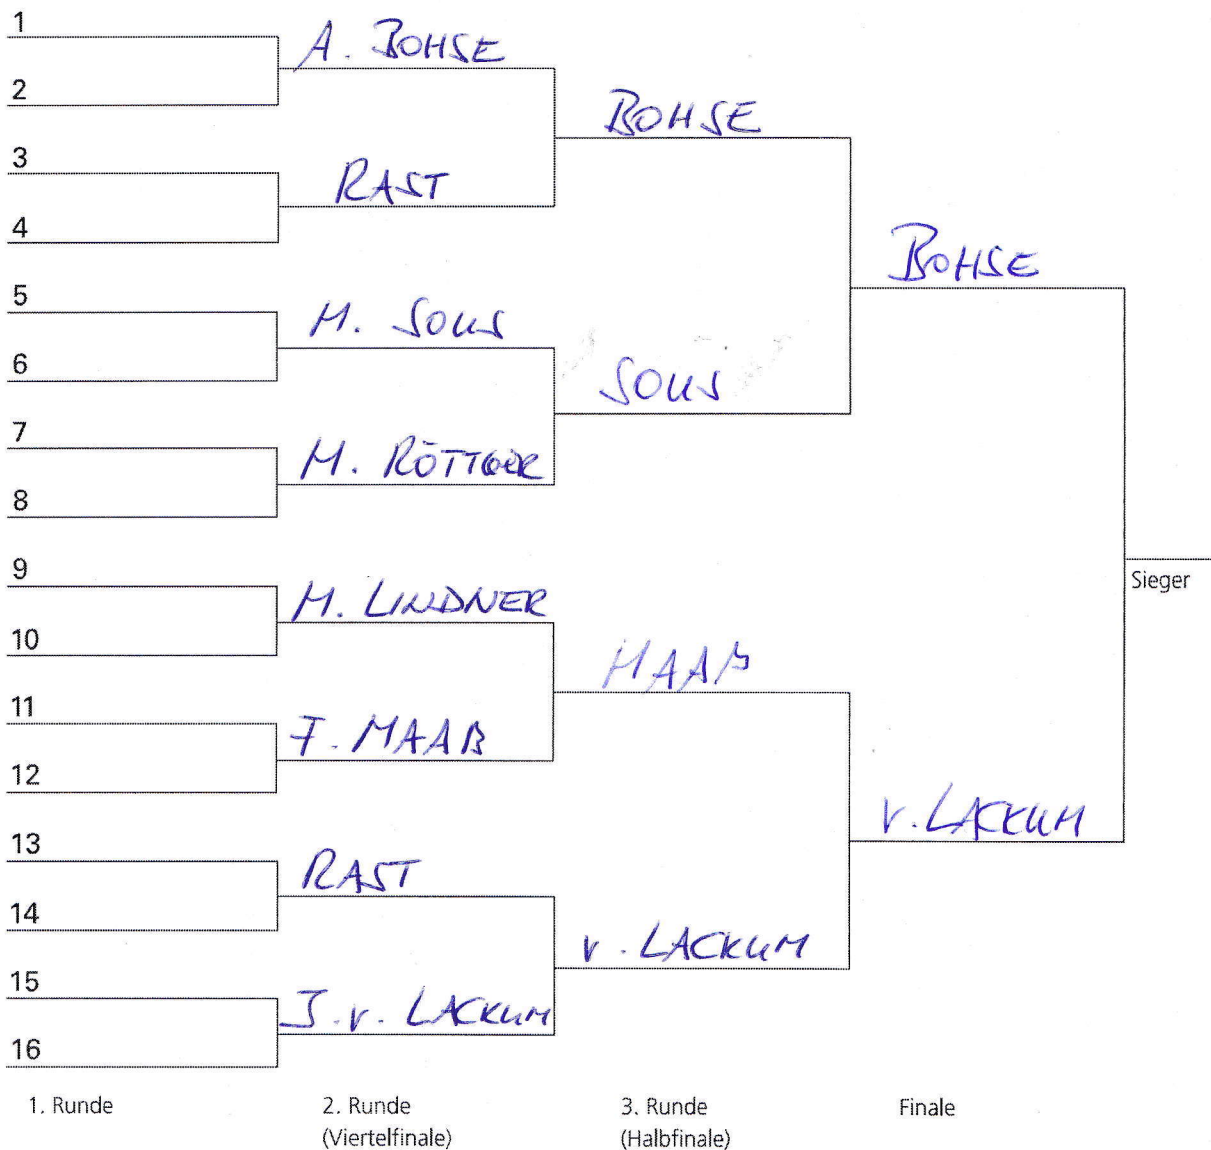 1
A. BOHSE
2
BOHSE
3
RAST
4
BOHSE
5
M. SOUS
6
SOUS
7
M. RÖTTGER
8
9
Sieger
M. LINDNER
10
MAAß
11
F. MAAß
12
v. LACKUM
13
RAST
14
v. LACKUM
15
J. v. LACKUM
16
1. Runde 2. Runde 3. Runde Finale
(Viertelfinale) (Halbfinale)